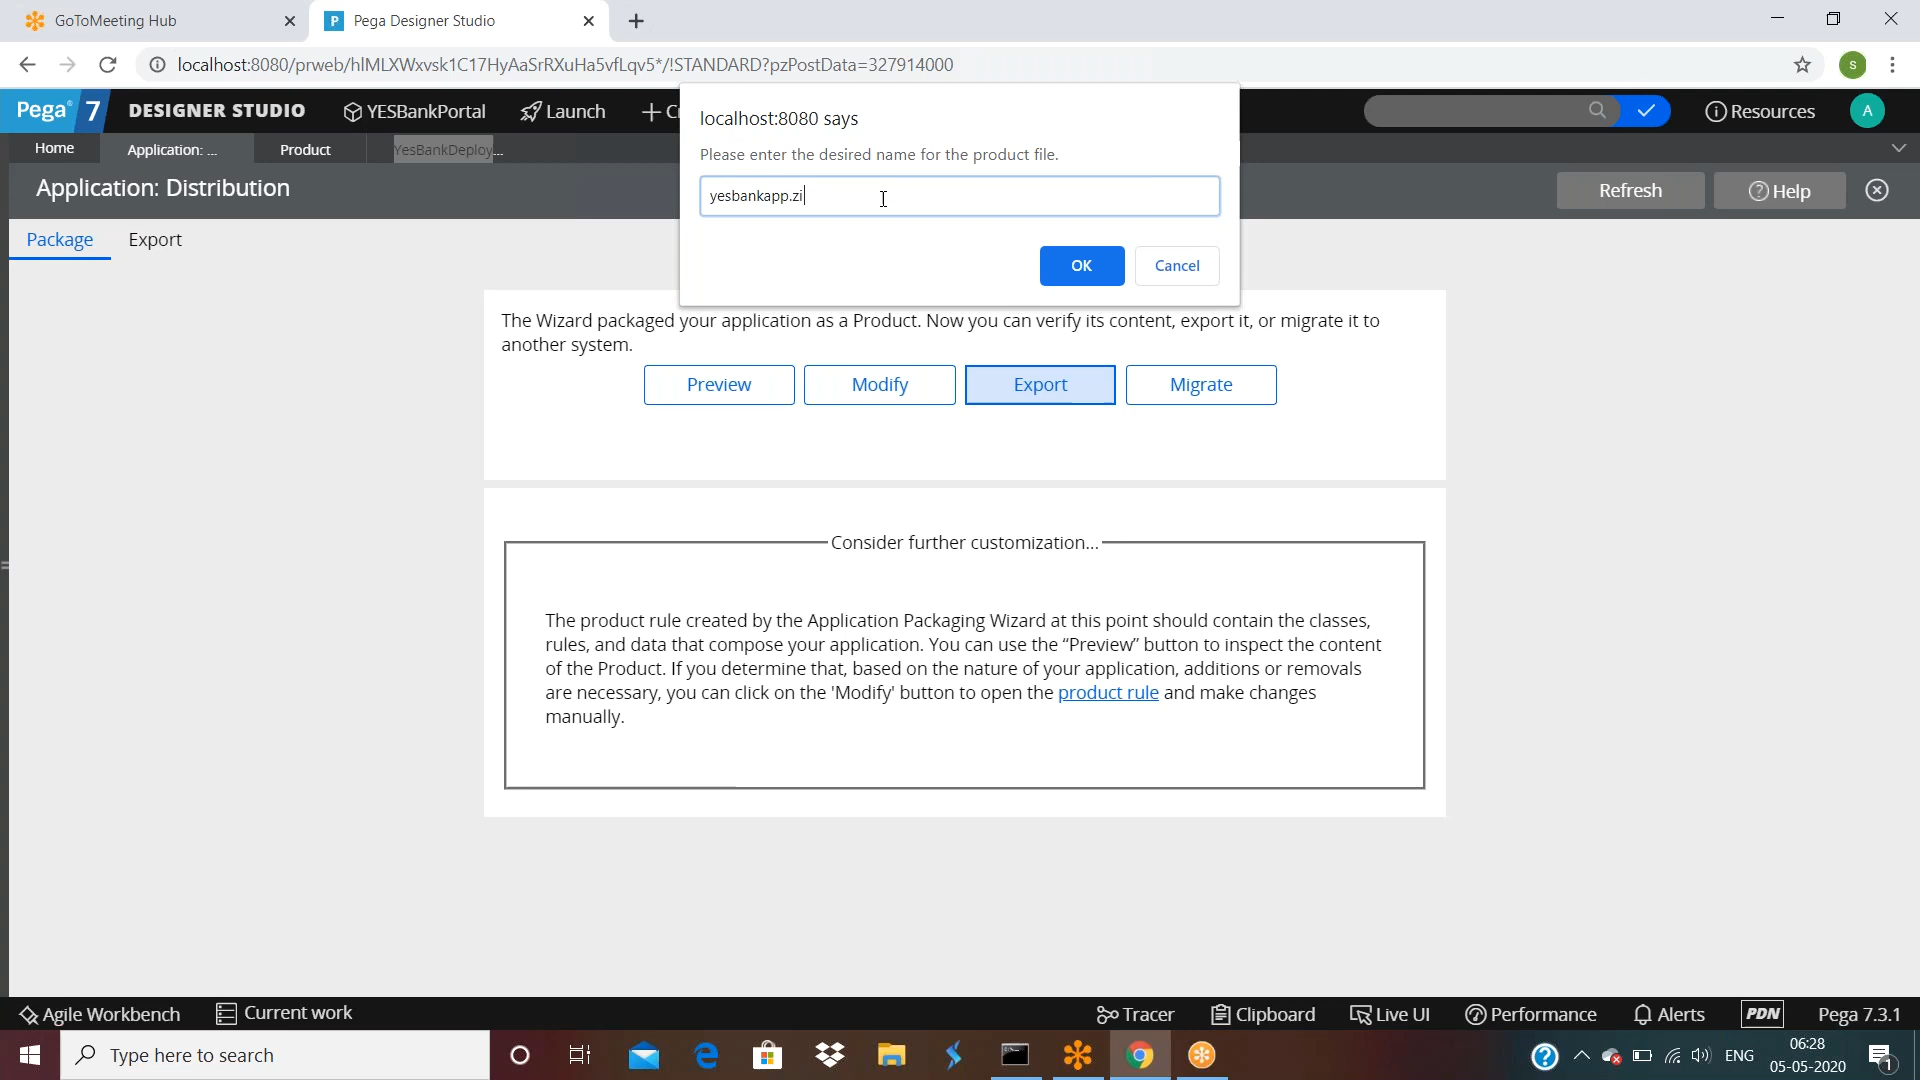 GoToMeeting Hub
P Pega Designer Studio
localhost:8080/prweb/hIMLXWxvsk1C17HyAaSrRXuHa5vfLqv5*/!STANDARD?pzPostData=327914000
s
Pega 7 DESIGNER STUDIO YESBankPortal Launch
Resources A
localhost:8080 says
Please enter the desired name for the product file.
yesbankapp.zi
OK Cancel
Home Application: ... Product YesBankDeploy...
Application: Distribution
Refresh Help
Package Export
The Wizard packaged your application as a Product. Now you can verify its content, export it, or migrate it to
another system.
Preview Modify Export Migrate
Consider further customization...
The product rule created by the Application Packaging Wizard at this point should contain the classes,
rules, and data that compose your application. You can use the “Preview” button to inspect the content
of the Product. If you determine that, based on the nature of your application, additions or removals
are necessary, you can click on the 'Modify' button to open the product rule and make changes
manually.
Agile Workbench Current work Tracer Clipboard Live UI Performance Alerts PDN Pega 7.3.1
Type here to search
ENG
06:28
05-05-2020
1